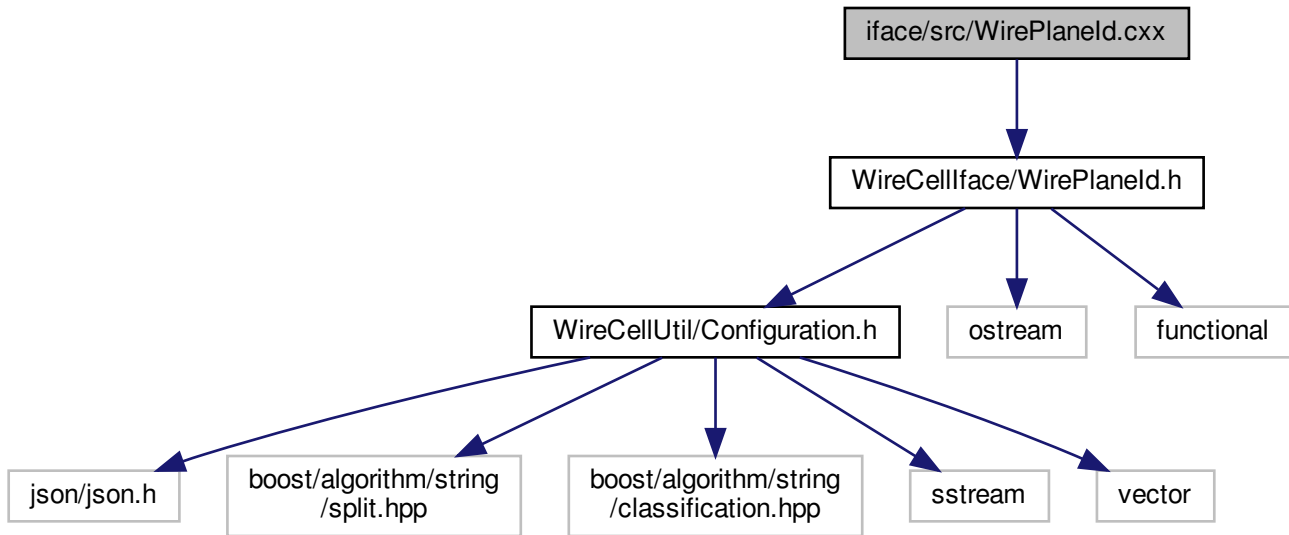 iface/src/WirePlaneId.cxx
WireCellIface/WirePlaneId.h
WireCellUtil/Configuration.h
ostream
functional
json/json.h
boost/algorithm/string
/split.hpp
boost/algorithm/string
/classification.hpp
sstream
vector